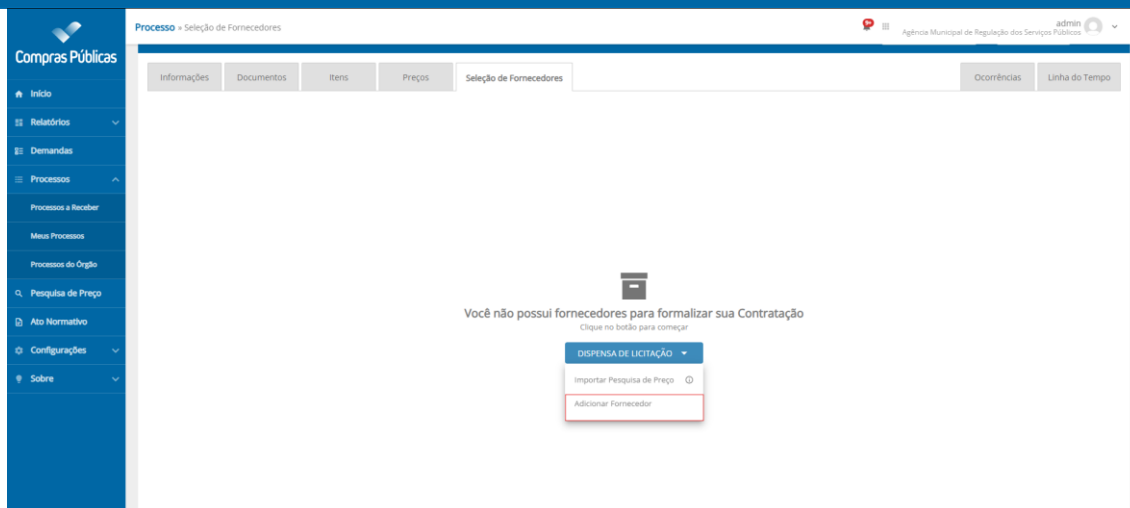 Compras Públicas
Início
Relatórios
Demandas
Processos
Processos a Receber
Meus Processos
Processos do Órgão
Pesquisa de Preço
Ato Normativo
Configurações
Sobre
Processo » Seleção de Fornecedores
admin
Agência Municipal de Regulação dos Serviços Públicos
Informações Documentos Itens Preços Seleção de Fornecedores Ocorrências Linha do Tempo
Você não possui fornecedores para formalizar sua Contratação
Clique no botão para começar
DISPENSA DE LICITAÇÃO
Importar Pesquisa de Preço
Adicionar Fornecedor